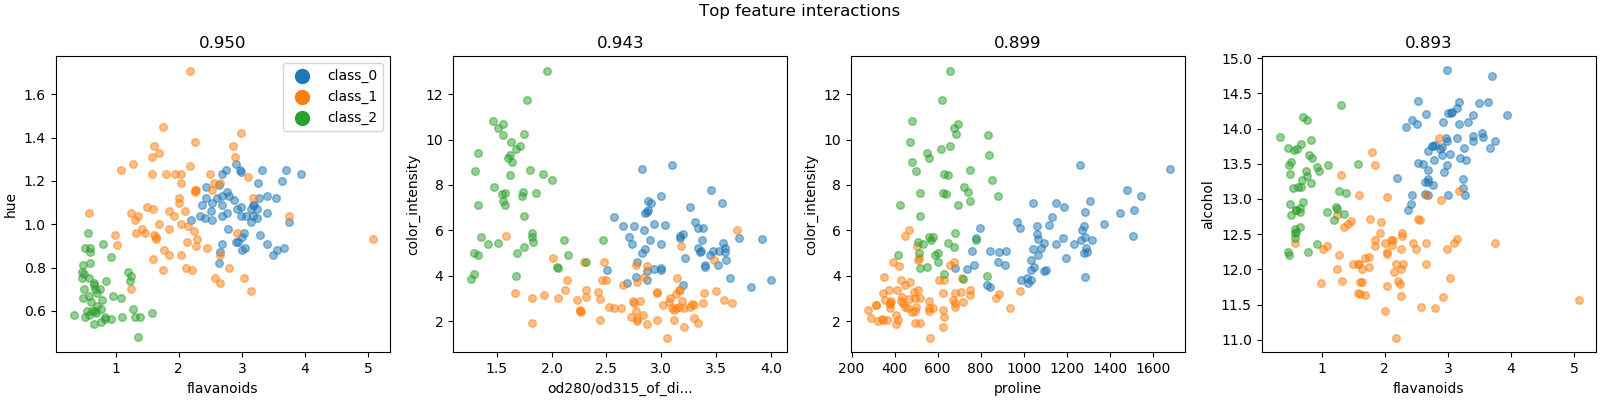 Top feature interactions
0.950
hue
1.6
1.4
1.2
1.0
0.8
0.6
class_0
class_1
class_2
1 2 3 4 5
flavanoids
0.943
color_intensity
12
10
8
6
4
2
1.5 2.0 2.5 3.0 3.5 4.0
od280/od315_of_di...
0.899
color_intensity
12
10
8
6
4
2
200 400 600 800 1000 1200 1400 1600
proline
0.893
alcohol
15.0
14.5
14.0
13.5
13.0
12.5
12.0
11.5
11.0
1 2 3 4 5
flavanoids